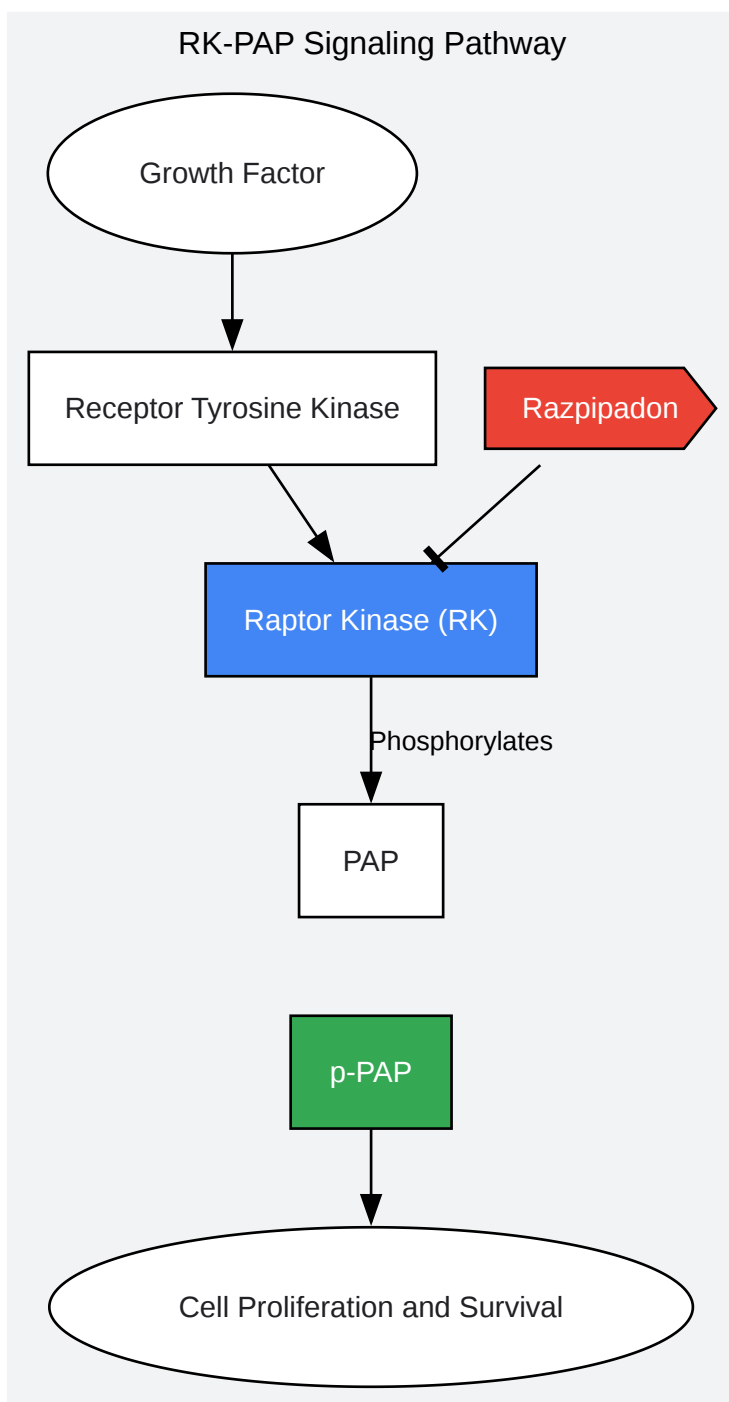 RK-PAP Signaling Pathway
Growth Factor
Receptor Tyrosine Kinase
Razpipadon
Raptor Kinase (RK)
Phosphorylates
PAP
p-PAP
Cell Proliferation and Survival